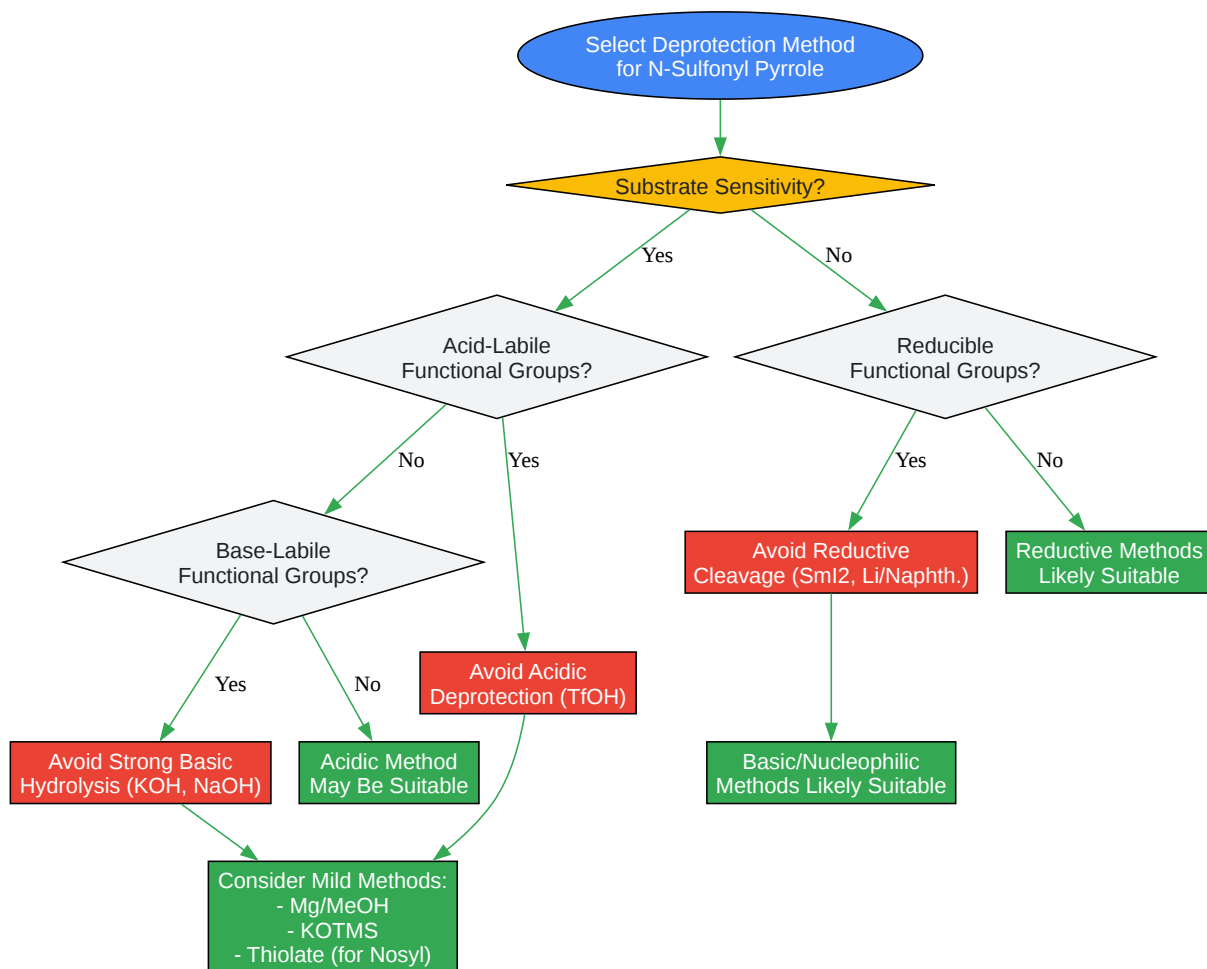 Select Deprotection Method
for N-Sulfonyl Pyrrole
Substrate Sensitivity?
Yes
No
Acid-Labile
Functional Groups?
Reducible
Functional Groups?
No
Yes
Yes
No
Base-Labile
Functional Groups?
Avoid Reductive
Cleavage (SmI2, Li/Naphth.)
Reductive Methods
Likely Suitable
Yes
No
Avoid Acidic
Deprotection (TfOH)
Avoid Strong Basic
Hydrolysis (KOH, NaOH)
Acidic Method
May Be Suitable
Basic/Nucleophilic
Methods Likely Suitable
Consider Mild Methods:
- Mg/MeOH
- KOTMS
- Thiolate (for Nosyl)